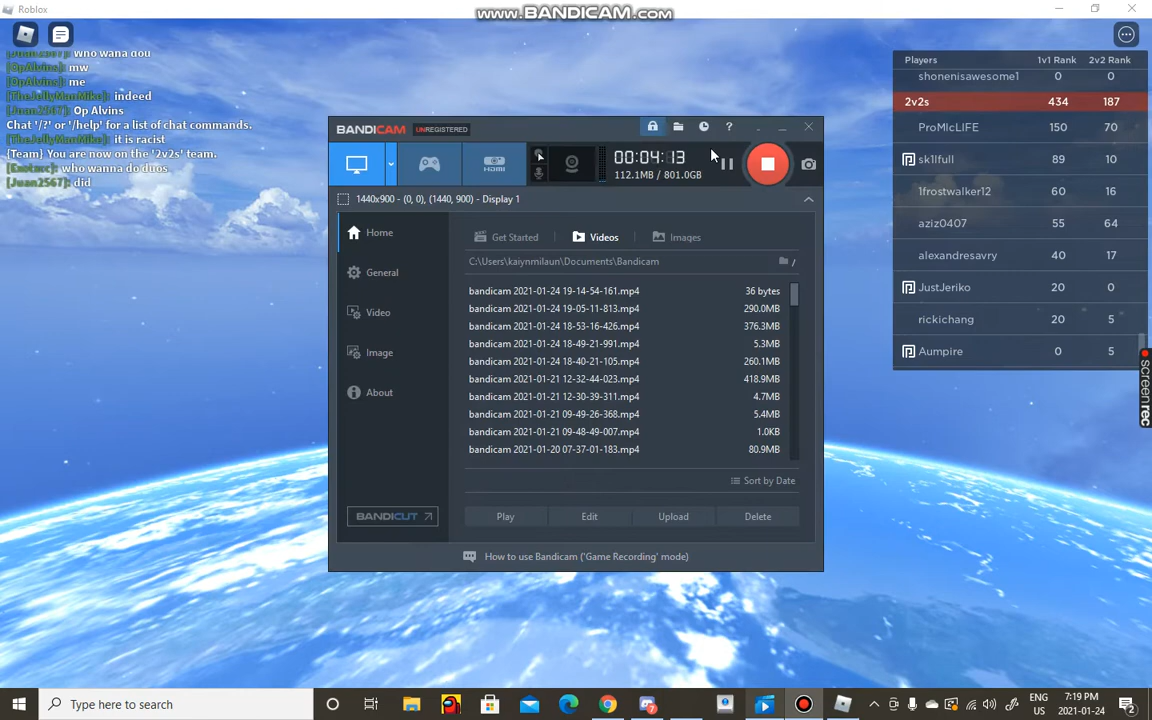 Roblox
www.BANDICAM.com
who wana dou
[OpAlvins]: mw
[OpAlvins]: me
[TheJellyManMike]: indeed
[Juan2567]: Op Alvins
Chat '/?' or '/help' for a list of chat commands.
[TheJellyManMike]: it is racist
{Team} You are now on the '2v2s' team.
who wanna do duos
[Juan2567]: did
Players 1v1 Rank 2v2 Rank
shonenisawesome1 0 0
2v2s 434 187
ProMIcLIFE 150 70
sk1lfull 89 10
1frostwalker12 60 16
aziz0407 55 64
alexandresavry 40 17
JustJeriko 20 0
rickichang 20 5
Aumpire 0 5
BANDICAM UNREGISTERED
HDMI
00:04:13
112.1MB / 801.0GB
1440x900 - (0, 0), (1440, 900) - Display 1
Home
General
Video
Image
About
BANDICUT
Get Started Videos Images
C:\Users\kaiynmilaun\Documents\Bandicam
bandicam 2021-01-24 19-14-54-161.mp4 36 bytes
bandicam 2021-01-24 19-05-11-813.mp4 290.0MB
bandicam 2021-01-24 18-53-16-426.mp4 376.3MB
bandicam 2021-01-24 18-49-21-991.mp4 5.3MB
bandicam 2021-01-24 18-40-21-105.mp4 260.1MB
bandicam 2021-01-21 12-32-44-023.mp4 418.9MB
bandicam 2021-01-21 12-30-39-311.mp4 4.7MB
bandicam 2021-01-21 09-49-26-368.mp4 5.4MB
bandicam 2021-01-21 09-48-49-007.mp4 1.0KB
bandicam 2021-01-20 07-37-01-183.mp4 80.9MB
Sort by Date
Play Edit Upload Delete
How to use Bandicam ('Game Recording' mode)
screenrec
Type here to search
ENG
US
7:19 PM
2021-01-24
2